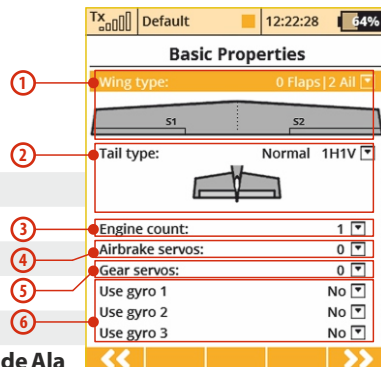 Tx Default 12:22:28 64%
Basic Properties
1 Wing type: 0 Flaps|2 Ail
S1 S2
2 Tail type: Normal 1H1V
3 Engine count: 1
4 Airbrake servos: 0
5 Gear servos: 0
6 Use gyro 1 No
Use gyro 2 No
Use gyro 3 No
de Ala << >>